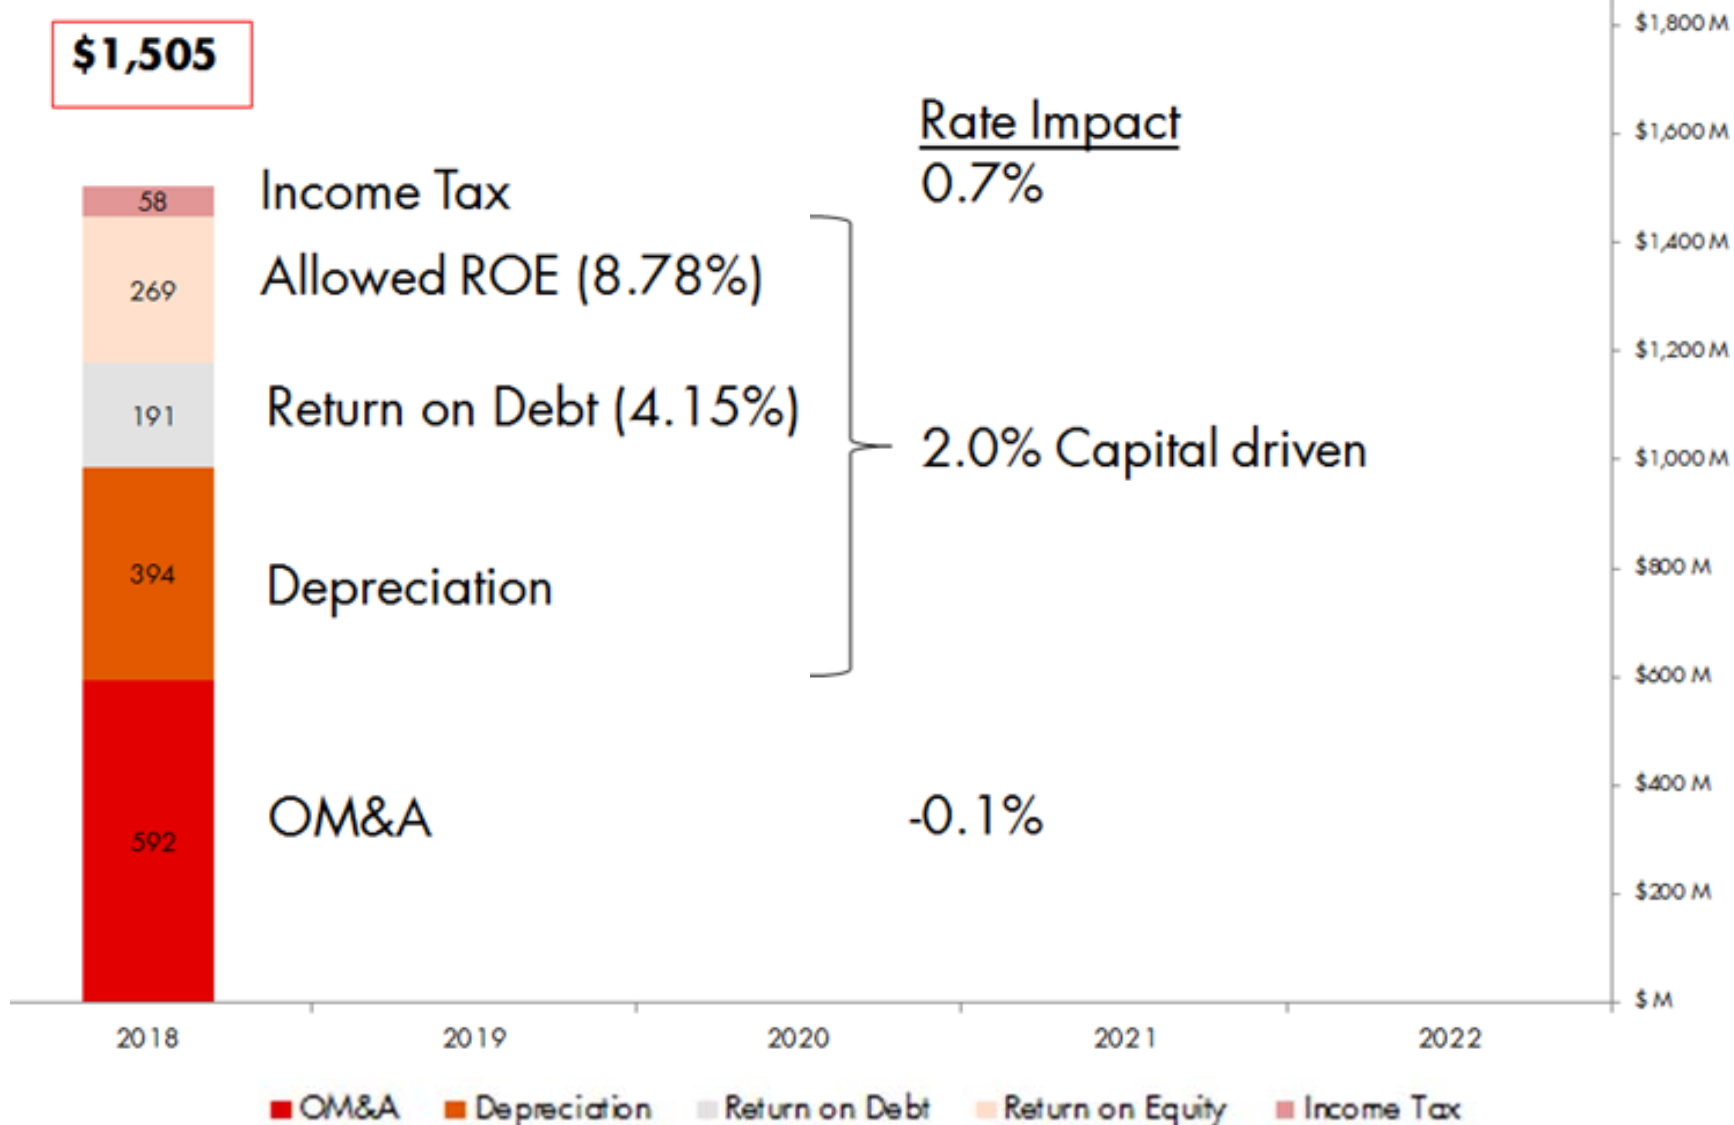 $1,505
Rate Impact
58 Income Tax 0.7%
269 Allowed ROE (8.78%)
191 Return on Debt (4.15%)
2.0% Capital driven
394 Depreciation
592 OM&A -0.1%
$1,800 M
$1,600 M
$1,400 M
$1,200 M
$1,000 M
$800 M
$600 M
$400 M
$200 M
$ M
2018 2019 2020 2021 2022
OM&A Depreciation Return on Debt Return on Equity Income Tax